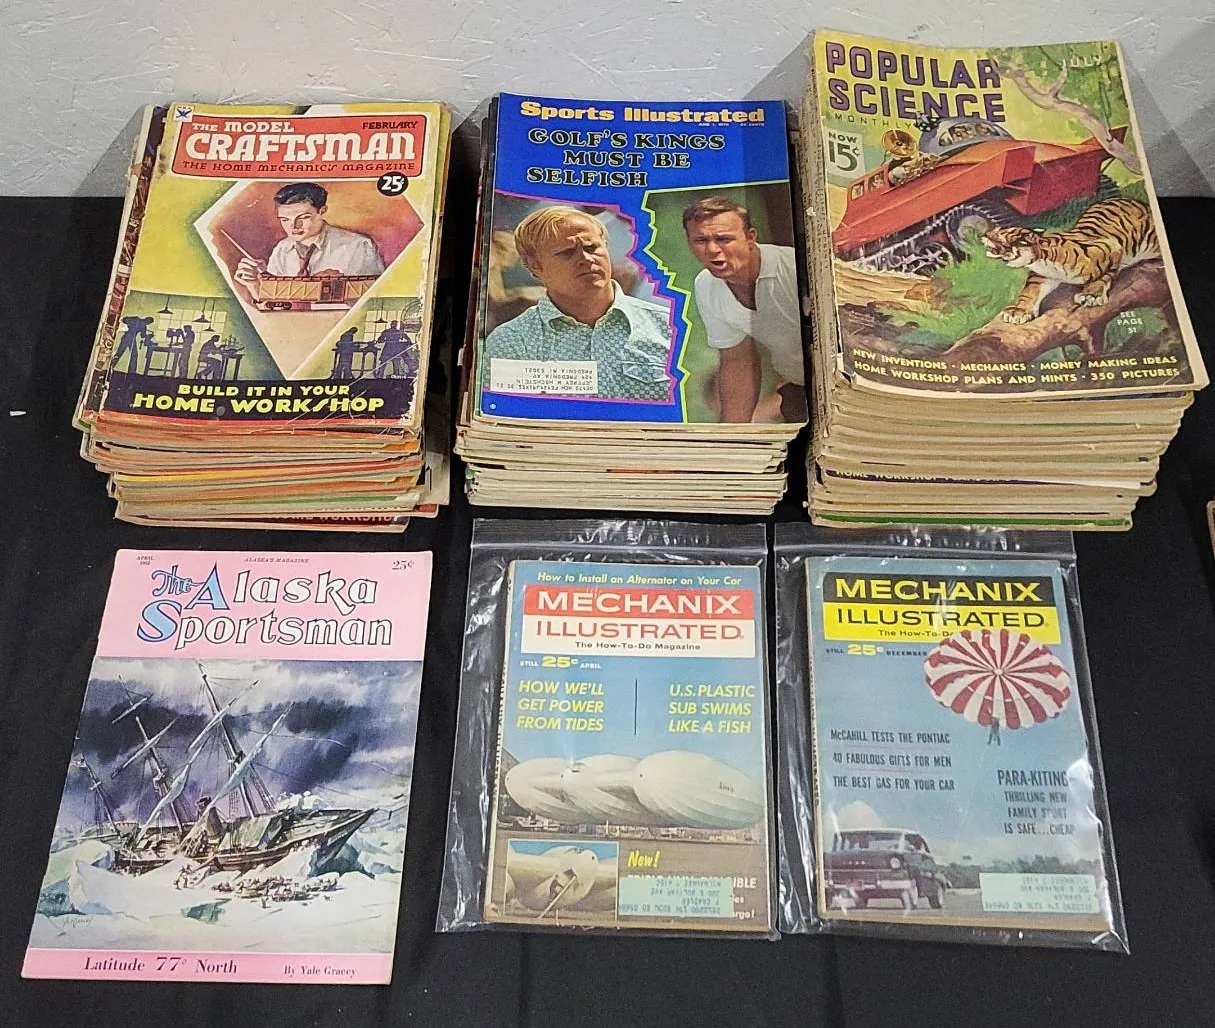 THE MODEL
CRAFTSMAN
FEBRUARY
THE HOME MECHANIC'S MAGAZINE
25¢
BUILD IT IN YOUR
HOME WORKSHOP
Sports Illustrated
GOLF'S KINGS
MUST BE
SELFISH
POPULAR
SCIENCE
MONTHLY
JULY
NOW
15¢
SEE
PAGE
51
NEW INVENTIONS · MECHANICS · MONEY MAKING IDEAS
HOME WORKSHOP PLANS AND HINTS · 350 PICTURES
APRIL
ALASKA'S MAGAZINE
25¢
The Alaska
Sportsman
Latitude 77° North
By Yale Gracey
How to Install an Alternator on Your Car
MECHANIX
ILLUSTRATED
The How-To-Do Magazine
STILL 25¢ APRIL
HOW WE'LL
GET POWER
FROM TIDES
U.S. PLASTIC
SUB SWIMS
LIKE A FISH
New!
MECHANIX
ILLUSTRATED
The How-To-D
STILL 25¢ DECEMBER
McCAHILL TESTS THE PONTIAC
40 FABULOUS GIFTS FOR MEN
THE BEST GAS FOR YOUR CAR
PARA-KITING
THRILLING NEW
FAMILY SPORT
IS SAFE...CHEAP